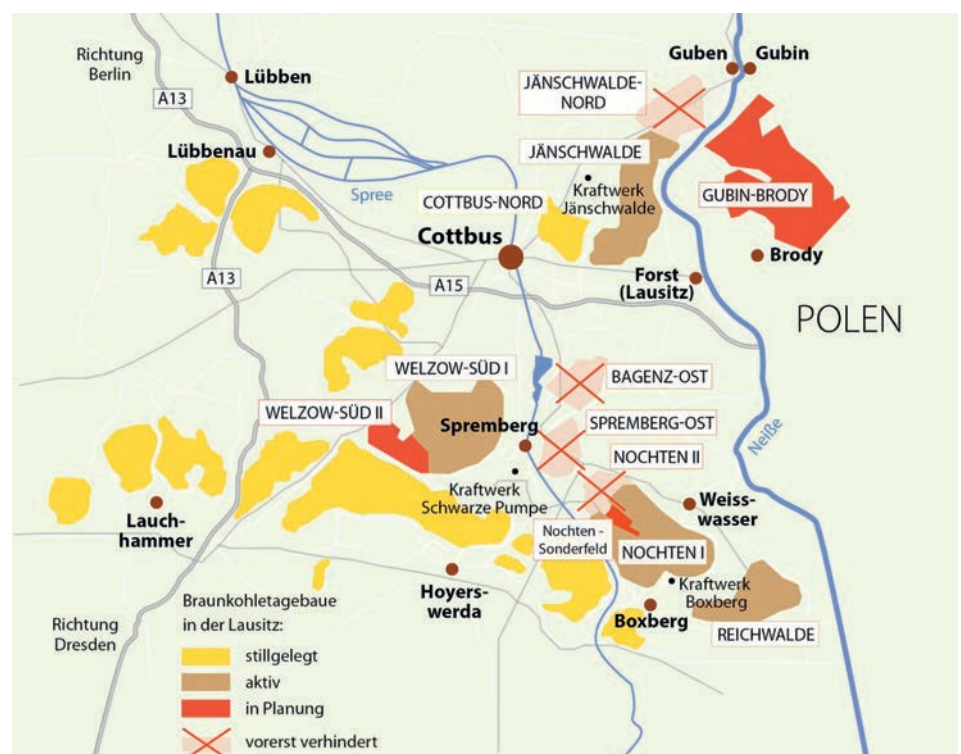 Richtung
Berlin
Lübben
A13
Guben
Gubin
JÄNSCHWALDE-
NORD
Lübbenau
JÄNSCHWALDE
Kraftwerk
Jänschwalde
Spree
COTTBUS-NORD
GUBIN-BRODY
Cottbus
Brody
A13
A15
Forst
(Lausitz)
POLEN
WELZOW-SÜD I
BAGENZ-OST
WELZOW-SÜD II
Spremberg
SPREMBERG-OST
NOCHTEN II
Neiße
Kraftwerk
Schwarze Pumpe
Weiss-
wasser
Lauch-
hammer
Nochten -
Sonderfeld
NOCHTEN I
Hoyers-
werda
Kraftwerk
Boxberg
Boxberg
REICHWALDE
Richtung
Dresden
Braunkohletagebaue
in der Lausitz:
stillgelegt
aktiv
in Planung
vorerst verhindert